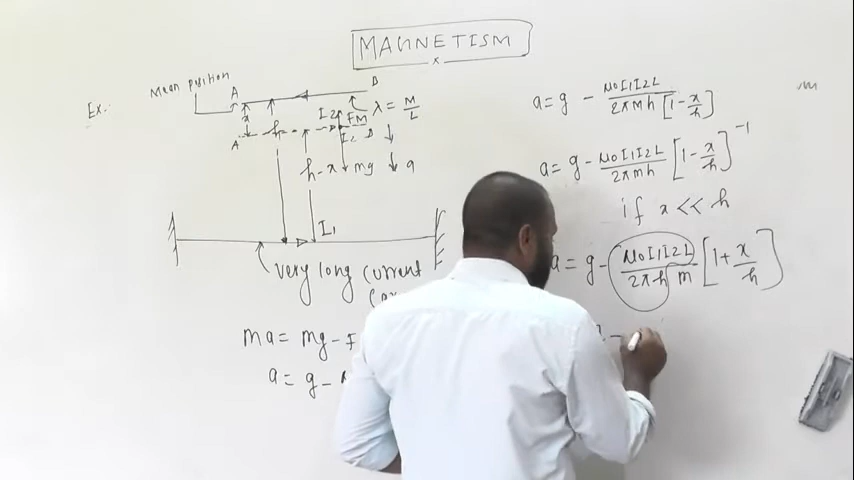 MAGNETISM
x
Ex:-
Mean position
A
B
λ = M/L
x
h
I2
FM
A'
I2 B
h-x
mg
a
I1
very long current
ma = mg - F
a = g -
a = g - μ0I1I2L/2πmh[1-x/h]
a = g - μ0I1I2L/2πmh [1-x/h]^-1
if x << h
a = g - μ0I1I2L/2πh m [1+x/h]